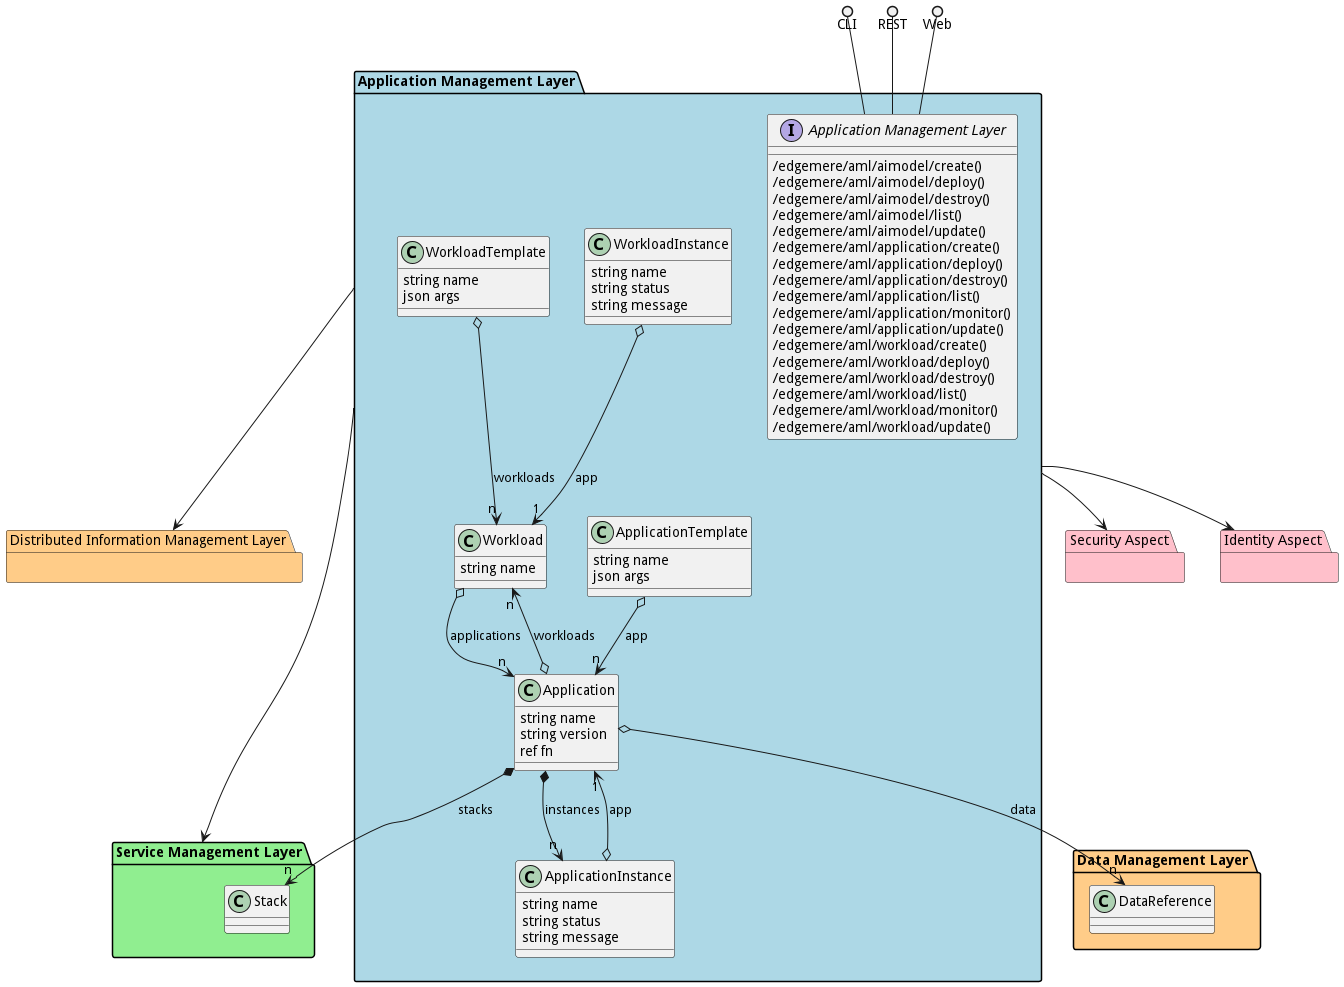 CLI
REST
Web
Application Management Layer
I
Application Management Layer
/edgemere/aml/aimodel/create()
/edgemere/aml/aimodel/deploy()
/edgemere/aml/aimodel/destroy()
/edgemere/aml/aimodel/list()
/edgemere/aml/aimodel/update()
/edgemere/aml/application/create()
/edgemere/aml/application/deploy()
/edgemere/aml/application/destroy()
/edgemere/aml/application/list()
/edgemere/aml/application/monitor()
/edgemere/aml/application/update()
/edgemere/aml/workload/create()
/edgemere/aml/workload/deploy()
/edgemere/aml/workload/destroy()
/edgemere/aml/workload/list()
/edgemere/aml/workload/monitor()
/edgemere/aml/workload/update()
C
WorkloadTemplate
string name
json args
C
WorkloadInstance
string name
string status
string message
workloads
n
app
1
C
Workload
string name
C
ApplicationTemplate
string name
json args
Distributed Information Management Layer
Security Aspect
Identity Aspect
n
applications
workloads
app
n
n
C
Application
string name
string version
ref fn
stacks
instances
1
app
data
n
n
n
C
ApplicationInstance
string name
string status
string message
Service Management Layer
C
Stack
Data Management Layer
C
DataReference